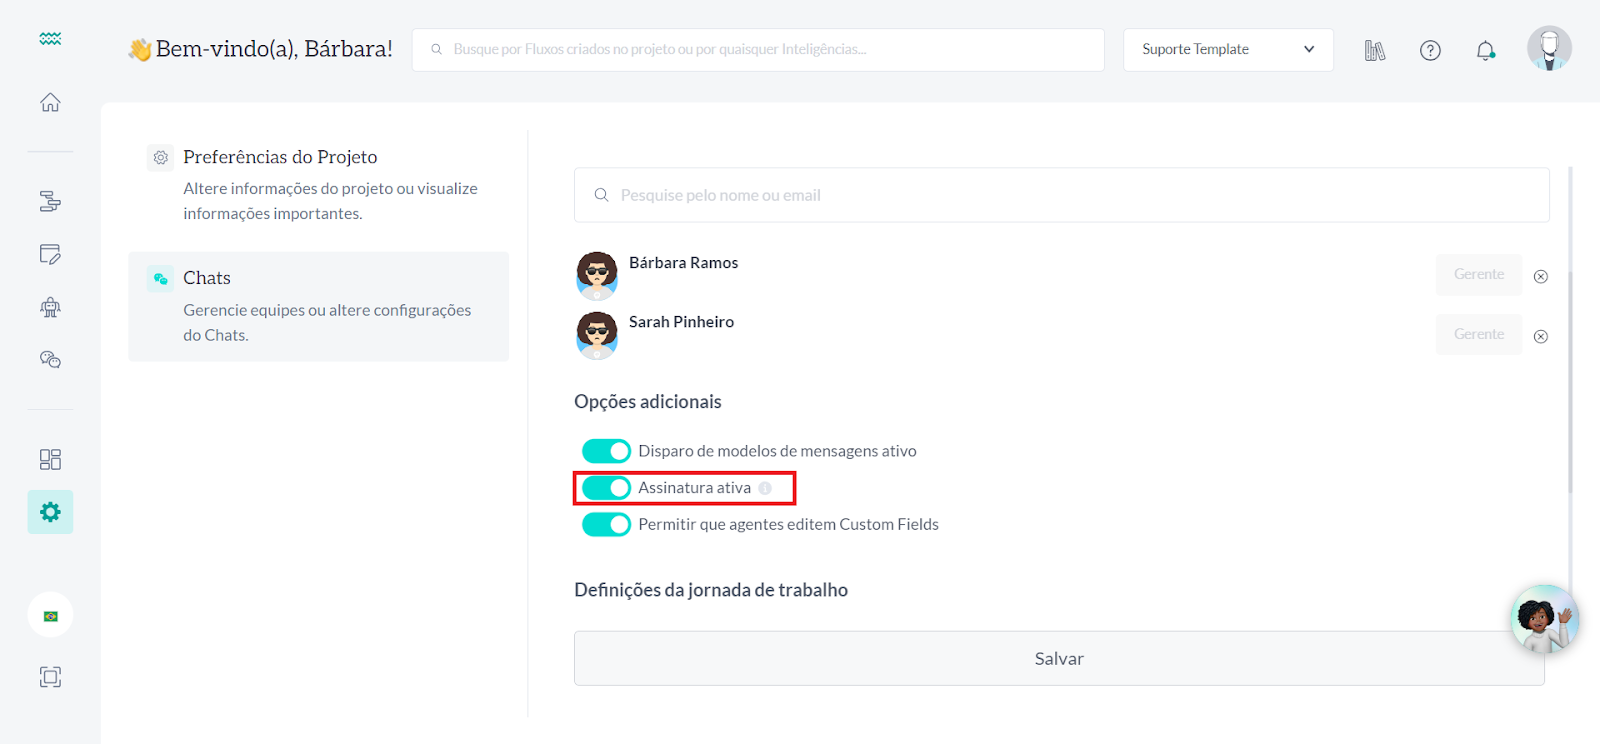 👋 Bem-vindo(a), Bárbara!
Busque por Fluxos criados no projeto ou por quaisquer Inteligências...
Suporte Template
Preferências do Projeto
Altere informações do projeto ou visualize
informações importantes.
Chats
Gerencie equipes ou altere configurações
do Chats.
Pesquise pelo nome ou email
Bárbara Ramos
Gerente
Sarah Pinheiro
Gerente
Opções adicionais
Disparo de modelos de mensagens ativo
Assinatura ativa
Permitir que agentes editem Custom Fields
Definições da jornada de trabalho
Salvar